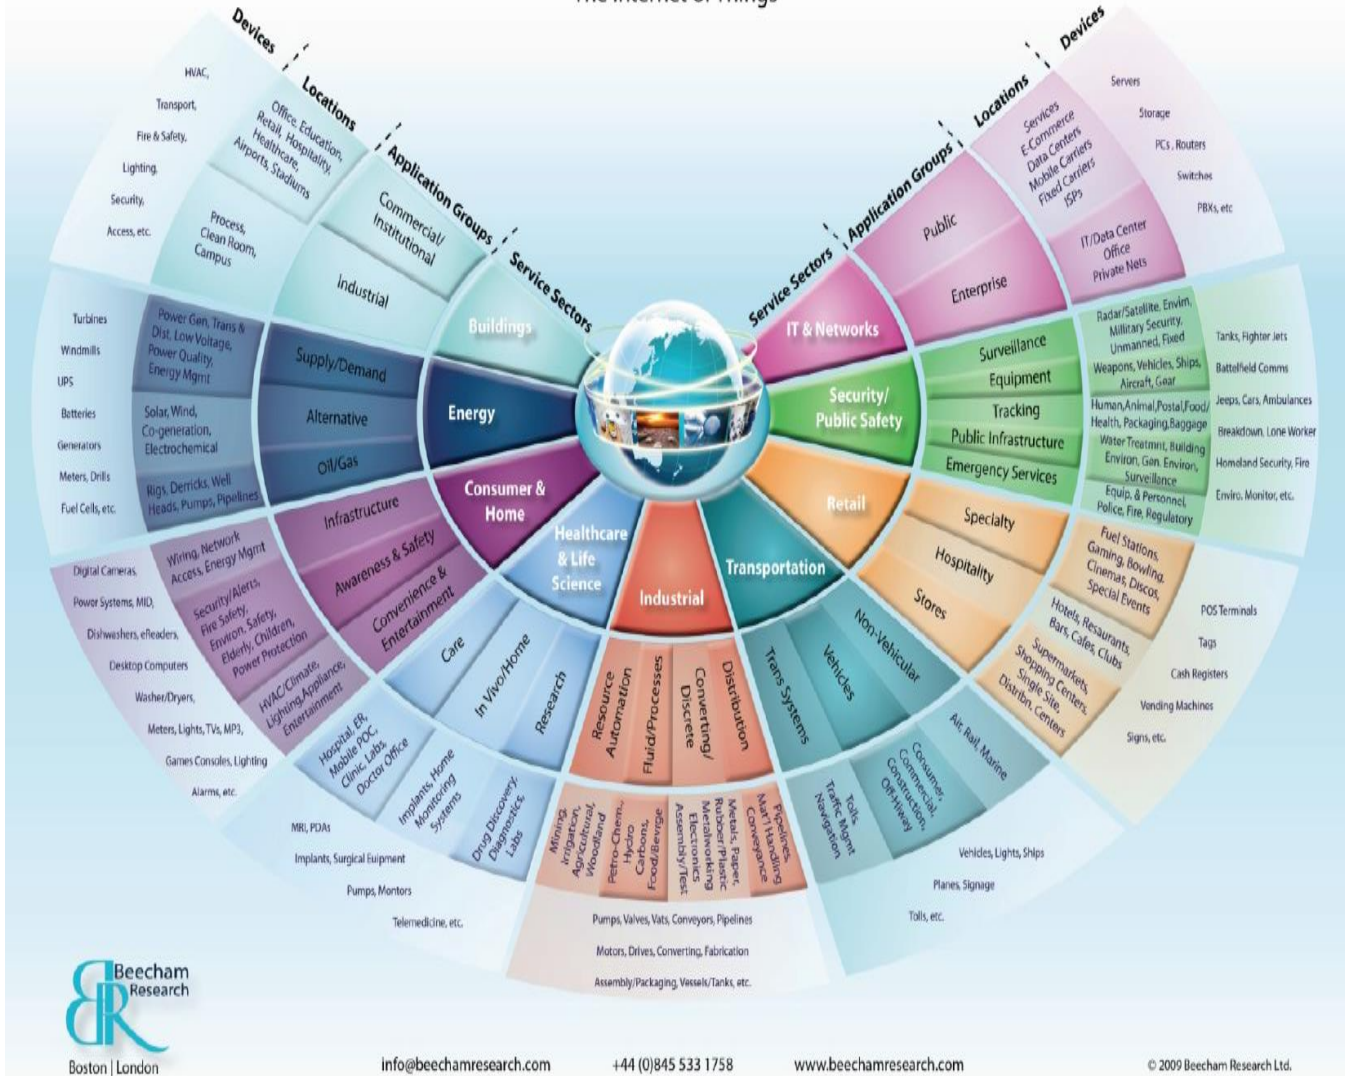 The Internet of Things
Devices
Locations
Application Groups
Service Sectors
Service Sectors
Application Groups
Locations
Devices
HVAC,
Transport,
Fire & Safety,
Lighting,
Security,
Access, etc.
Office, Education,
Retail, Hospitality,
Healthcare,
Airports, Stadiums
Process,
Clean Room,
Campus
Commercial/
Institutional
Industrial
Buildings
Turbines
Windmills
UPS
Batteries
Generators
Meters, Drills
Fuel Cells, etc.
Power Gen, Trans &
Dist, Low Voltage,
Power Quality,
Energy Mgmt
Solar, Wind,
Co-generation,
Electrochemical
Rigs, Derricks, Well
Heads, Pumps, Pipelines
Supply/Demand
Alternative
Oil/Gas
Energy
Digital Cameras,
Power Systems, MID,
Dishwashers, eReaders,
Desktop Computers
Washer/Dryers,
Meters, Lights, TVs, MP3,
Games Consoles, Lighting
Alarms, etc.
Wiring, Network
Access, Energy Mgmt
Security/Alerts,
Fire Safety,
Environ. Safety,
Elderly, Children,
Power Protection
HVAC/Climate,
Lighting, Appliance,
Entertainment
Infrastructure
Awareness & Safety
Convenience &
Entertainment
Consumer &
Home
MRI, PDAs
Implants, Surgical Euipment
Pumps, Montors
Telemedicine, etc.
Hospital, ER,
Mobile POC,
Clinic, Labs,
Doctor Office
Implants, Home
Monitoring
Systems
Drug Discovery,
Diagnostics,
Labs
Care
In Vivo/Home
Research
Healthcare
& Life
Science
Industrial
Resource
Automation
Fluid/Processes
Converting/
Discrete
Distribution
Mining,
Irrigation,
Agricultural,
Woodland
Petro-Chem.,
Hydro
Carbons,
Food/Bevrge
Metals, Paper,
Rubber/Plastic
Metalworking
Electronics
Assembly/Test
Pipelines,
Mat'l Handling
Conveyance
Pumps, Valves, Vats, Conveyors, Pipelines
Motors, Drives, Converting, Fabrication
Assembly/Packaging, Vessels/Tanks, etc.
Transportation
Trans Systems
Vehicles
Non-Vehicular
Tolls,
Traffic Mgmt
Navigation
Consumer,
Commercial,
Construction,
Off-Hiway
Air, Rail, Marine
Vehicles, Lights, Ships
Planes, Signage
Tolls, etc.
Retail
Specialty
Hospitality
Stores
Fuel Stations,
Gaming, Bowling,
Cinemas, Discos,
Special Events
Hotels, Resaurants,
Bars, Cafes, Clubs
Supermarkets,
Shopping Centers,
Single Site,
Distribn. Centers
POS Terminals
Tags
Cash Registers
Vending Machines
Signs, etc.
Security/
Public Safety
Surveillance
Equipment
Tracking
Public Infrastructure
Emergency Services
Radar/Satellite, Envirn,
Military Security,
Unmanned, Fixed
Weapons, Vehicles, Ships,
Aircraft, Gear
Human,Animal,Postal,Food/
Health, Packaging,Baggage
Water Treatmnt, Building
Environ, Gen. Environ,
Surveillance
Equip. & Personnel,
Police, Fire, Regulatory
Tanks, Fighter Jets
Battelfield Comms
Jeeps, Cars, Ambulances
Breakdown, Lone Worker
Homeland Security, Fire
Enviro. Monitor, etc.
IT & Networks
Public
Enterprise
Services
E-Commerce
Data Centers
Mobile Carriers
Fixed Carriers
ISPs
IT/Data Center
Office
Private Nets
Servers
Storage
PCs, Routers
Switches
PBXs, etc
Beecham
Research
BR
Boston | London
info@beechamresearch.com
+44 (0)845 533 1758
www.beechamresearch.com
© 2009 Beecham Research Ltd.